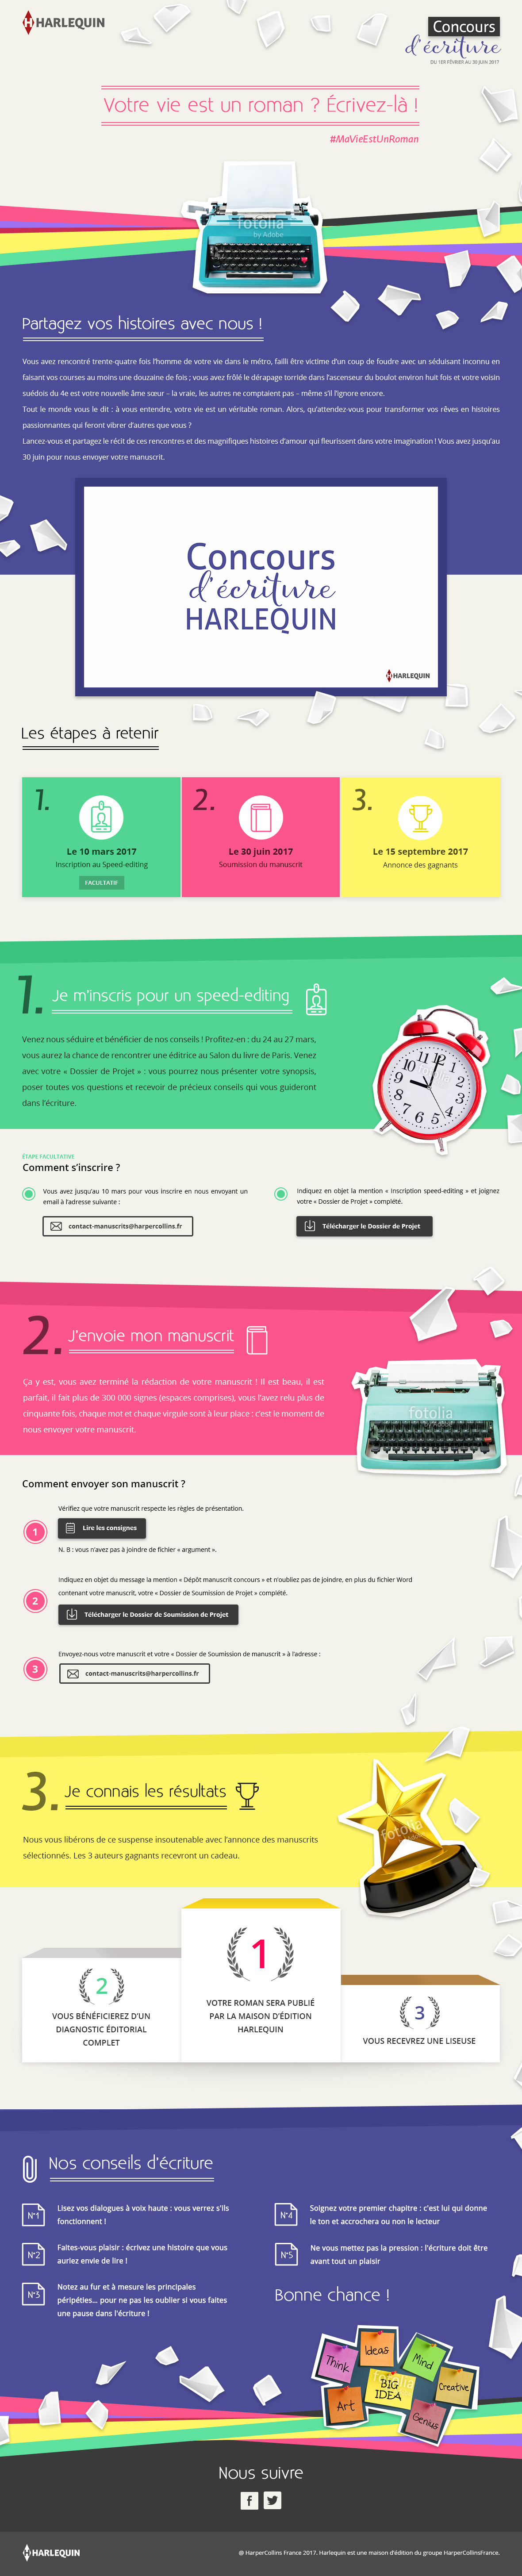 HARLEQUIN
Concours
d'écriture
DU 1ER FÉVRIER AU 30 JUIN 2017
Votre vie est un roman ? Écrivez-là !
#MaVieEstUnRoman
fotolia
by Adobe
Partagez vos histoires avec nous !
Vous avez rencontré trente-quatre fois l'homme de votre vie dans le métro, failli être victime d'un coup de foudre avec un séduisant inconnu en
faisant vos courses au moins une douzaine de fois ; vous avez frôlé le dérapage torride dans l'ascenseur du boulot environ huit fois et votre voisin
suédois du 4e est votre nouvelle âme sœur – la vraie, les autres ne comptaient pas – même s'il l'ignore encore.
Tout le monde vous le dit : à vous entendre, votre vie est un véritable roman. Alors, qu'attendez-vous pour transformer vos rêves en histoires
passionnantes qui feront vibrer d'autres que vous ?
Lancez-vous et partagez le récit de ces rencontres et des magnifiques histoires d'amour qui fleurissent dans votre imagination ! Vous avez jusqu'au
30 juin pour nous envoyer votre manuscrit.
Concours
d'écriture
HARLEQUIN
HARLEQUIN
Les étapes à retenir
1.
Le 10 mars 2017
Inscription au Speed-editing
FACULTATIF
2.
Le 30 juin 2017
Soumission du manuscrit
3.
Le 15 septembre 2017
Annonce des gagnants
1. Je m'inscris pour un speed-editing
Venez nous séduire et bénéficier de nos conseils ! Profitez-en : du 24 au 27 mars,
vous aurez la chance de rencontrer une éditrice au Salon du livre de Paris. Venez
avec votre « Dossier de Projet » : vous pourrez nous présenter votre synopsis,
poser toutes vos questions et recevoir de précieux conseils qui vous guideront
dans l'écriture.
12
1
2
3
4
5
6
7
8
9
10
11
ÉTAPE FACULTATIVE
Comment s'inscrire ?
Vous avez jusqu'au 10 mars pour vous inscrire en nous envoyant un
email à l'adresse suivante :
contact-manuscrits@harpercollins.fr
Indiquez en objet la mention « Inscription speed-editing » et joignez
votre « Dossier de Projet » complété.
Télécharger le Dossier de Projet
2. J'envoie mon manuscrit
Ça y est, vous avez terminé la rédaction de votre manuscrit ! Il est beau, il est
parfait, il fait plus de 300 000 signes (espaces comprises), vous l'avez relu plus de
cinquante fois, chaque mot et chaque virgule sont à leur place : c'est le moment de
nous envoyer votre manuscrit.
fotolia
Comment envoyer son manuscrit ?
1
Vérifiez que votre manuscrit respecte les règles de présentation.
Lire les consignes
N. B : vous n'avez pas à joindre de fichier « argument ».
2
Indiquez en objet du message la mention « Dépôt manuscrit concours » et n'oubliez pas de joindre, en plus du fichier Word
contenant votre manuscrit, votre « Dossier de Soumission de Projet » complété.
Télécharger le Dossier de Soumission de Projet
3
Envoyez-nous votre manuscrit et votre « Dossier de Soumission de manuscrit » à l'adresse :
contact-manuscrits@harpercollins.fr
3. Je connais les résultats
Nous vous libérons de ce suspense insoutenable avec l'annonce des manuscrits
sélectionnés. Les 3 auteurs gagnants recevront un cadeau.
fotolia
2
VOUS BÉNÉFICIEREZ D'UN
DIAGNOSTIC ÉDITORIAL
COMPLET
1
VOTRE ROMAN SERA PUBLIÉ
PAR LA MAISON D'ÉDITION
HARLEQUIN
3
VOUS RECEVREZ UNE LISEUSE
Nos conseils d'écriture
N°1
Lisez vos dialogues à voix haute : vous verrez s'ils
fonctionnent !
N°2
Faites-vous plaisir : écrivez une histoire que vous
auriez envie de lire !
N°3
Notez au fur et à mesure les principales
péripéties... pour ne pas les oublier si vous faites
une pause dans l'écriture !
N°4
Soignez votre premier chapitre : c'est lui qui donne
le ton et accrochera ou non le lecteur
N°5
Ne vous mettez pas la pression : l'écriture doit être
avant tout un plaisir
Bonne chance !
Think
Ideas
Mind
BIG
IDEA
Creative
Art
Genius
Nous suivre
HARLEQUIN
@ HarperCollins France 2017. Harlequin est une maison d'édition du groupe HarperCollinsFrance.